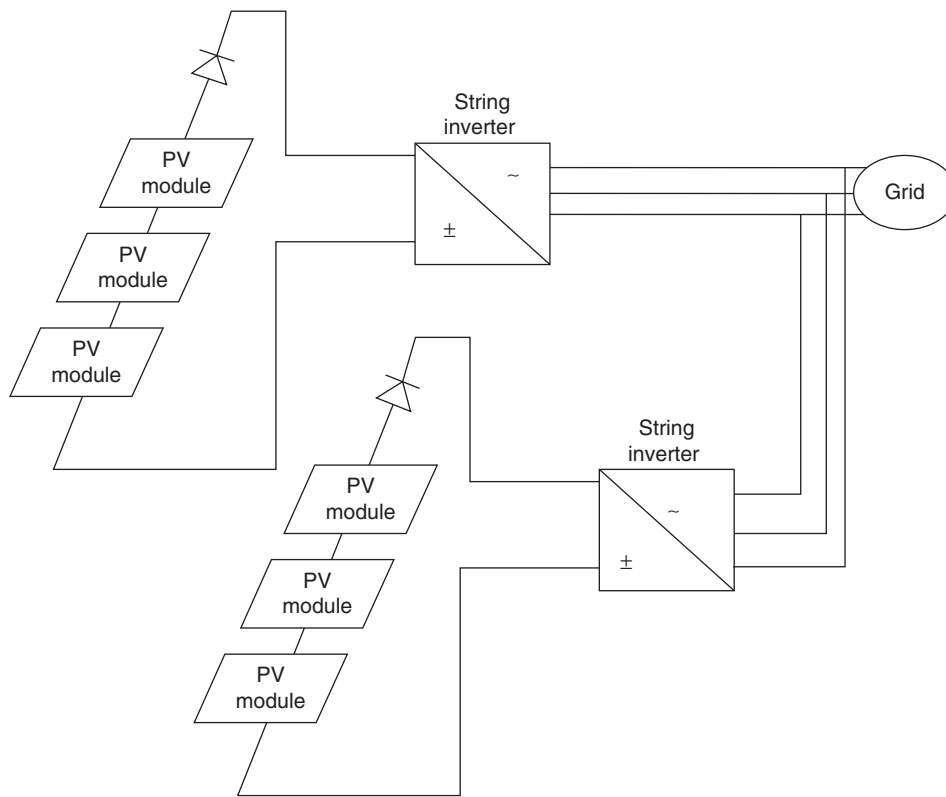 String
inverter
PV
module
~
Grid
±
PV
module
PV
module
String
inverter
PV
module
~
±
PV
module
PV
module